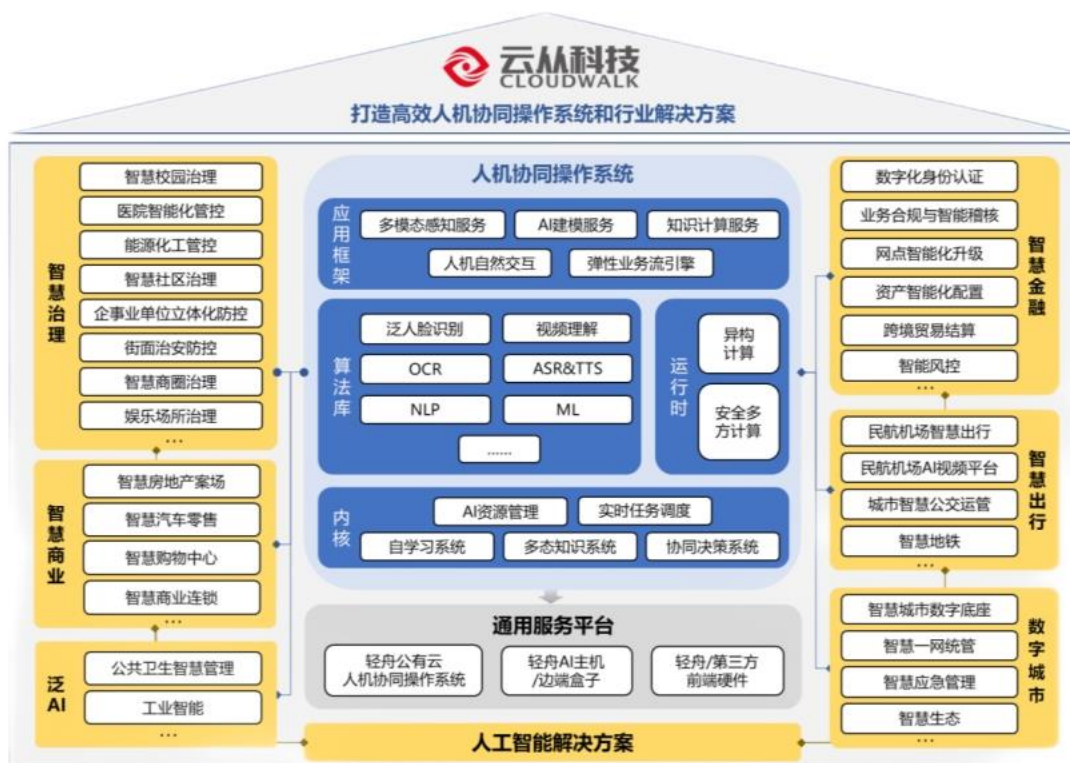 云从科技
CLOUDWALK
打造高效人机协同操作系统和行业解决方案
智慧治理
智慧校园治理
医院智能化管控
能源化工管控
智慧社区治理
企事业单位立体化防控
街面治安防控
智慧商圈治理
娱乐场所治理
...
智慧商业
智慧房地产案场
智慧汽车零售
智慧购物中心
智慧商业连锁
...
泛AI
公共卫生智慧管理
工业智能
...
人机协同操作系统
应用框架
多模态感知服务
AI建模服务
知识计算服务
人机自然交互
弹性业务流引擎
算法库
泛人脸识别
视频理解
OCR
ASR&TTS
NLP
ML
......
运行时
异构
计算
安全多
方计算
内核
AI资源管理
实时任务调度
自学习系统
多态知识系统
协同决策系统
通用服务平台
轻舟公有云
人机协同操作系统
轻舟AI主机
/边端盒子
轻舟/第三方
前端硬件
人工智能解决方案
智慧金融
数字化身份认证
业务合规与智能稽核
网点智能化升级
资产智能化配置
跨境贸易结算
智能风控
...
智慧出行
民航机场智慧出行
民航机场AI视频平台
城市智慧公交运管
智慧地铁
...
数字城市
智慧城市数字底座
智慧一网统管
智慧应急管理
智慧生态
...